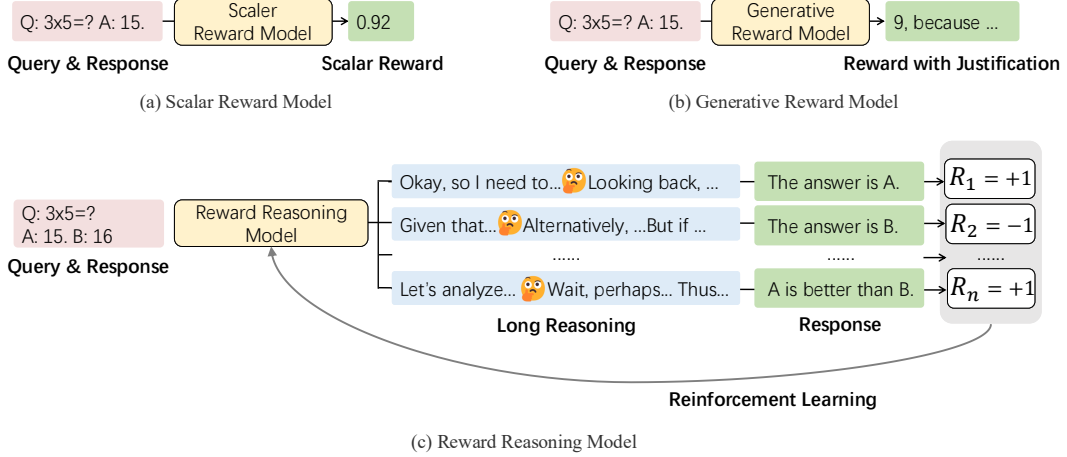 Q: 3x5=? A: 15.
Scaler
Reward Model
0.92
Query & Response
Scalar Reward
(a) Scalar Reward Model
Q: 3x5=? A: 15.
Generative
Reward Model
9, because ...
Query & Response
Reward with Justification
(b) Generative Reward Model
Q: 3x5=?
A: 15. B: 16
Query & Response
Reward Reasoning
Model
Okay, so I need to...🤔Looking back, ...
The answer is A.
R₁ = +1
Given that...🤔Alternatively, ...But if ...
The answer is B.
R₂ = −1
......
......
......
Let's analyze... 🤔Wait, perhaps... Thus...
A is better than B.
Rₙ = +1
Long Reasoning
Response
Reinforcement Learning
(c) Reward Reasoning Model